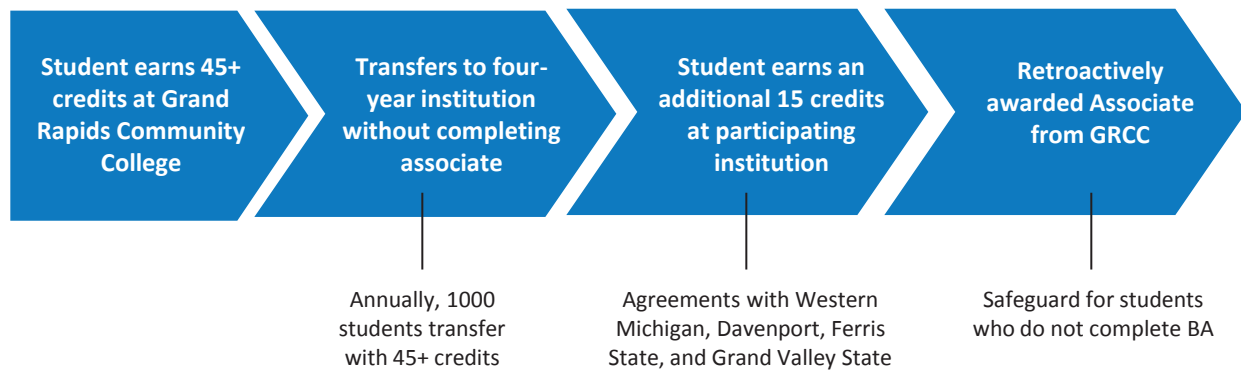 Student earns 45+
credits at Grand
Rapids Community
College
Transfers to four-
year institution
without completing
associate
Student earns an
additional 15 credits
at participating
institution
Retroactively
awarded Associate
from GRCC
Annually, 1000
students transfer
with 45+ credits
Agreements with Western
Michigan, Davenport, Ferris
State, and Grand Valley State
Safeguard for students
who do not complete BA